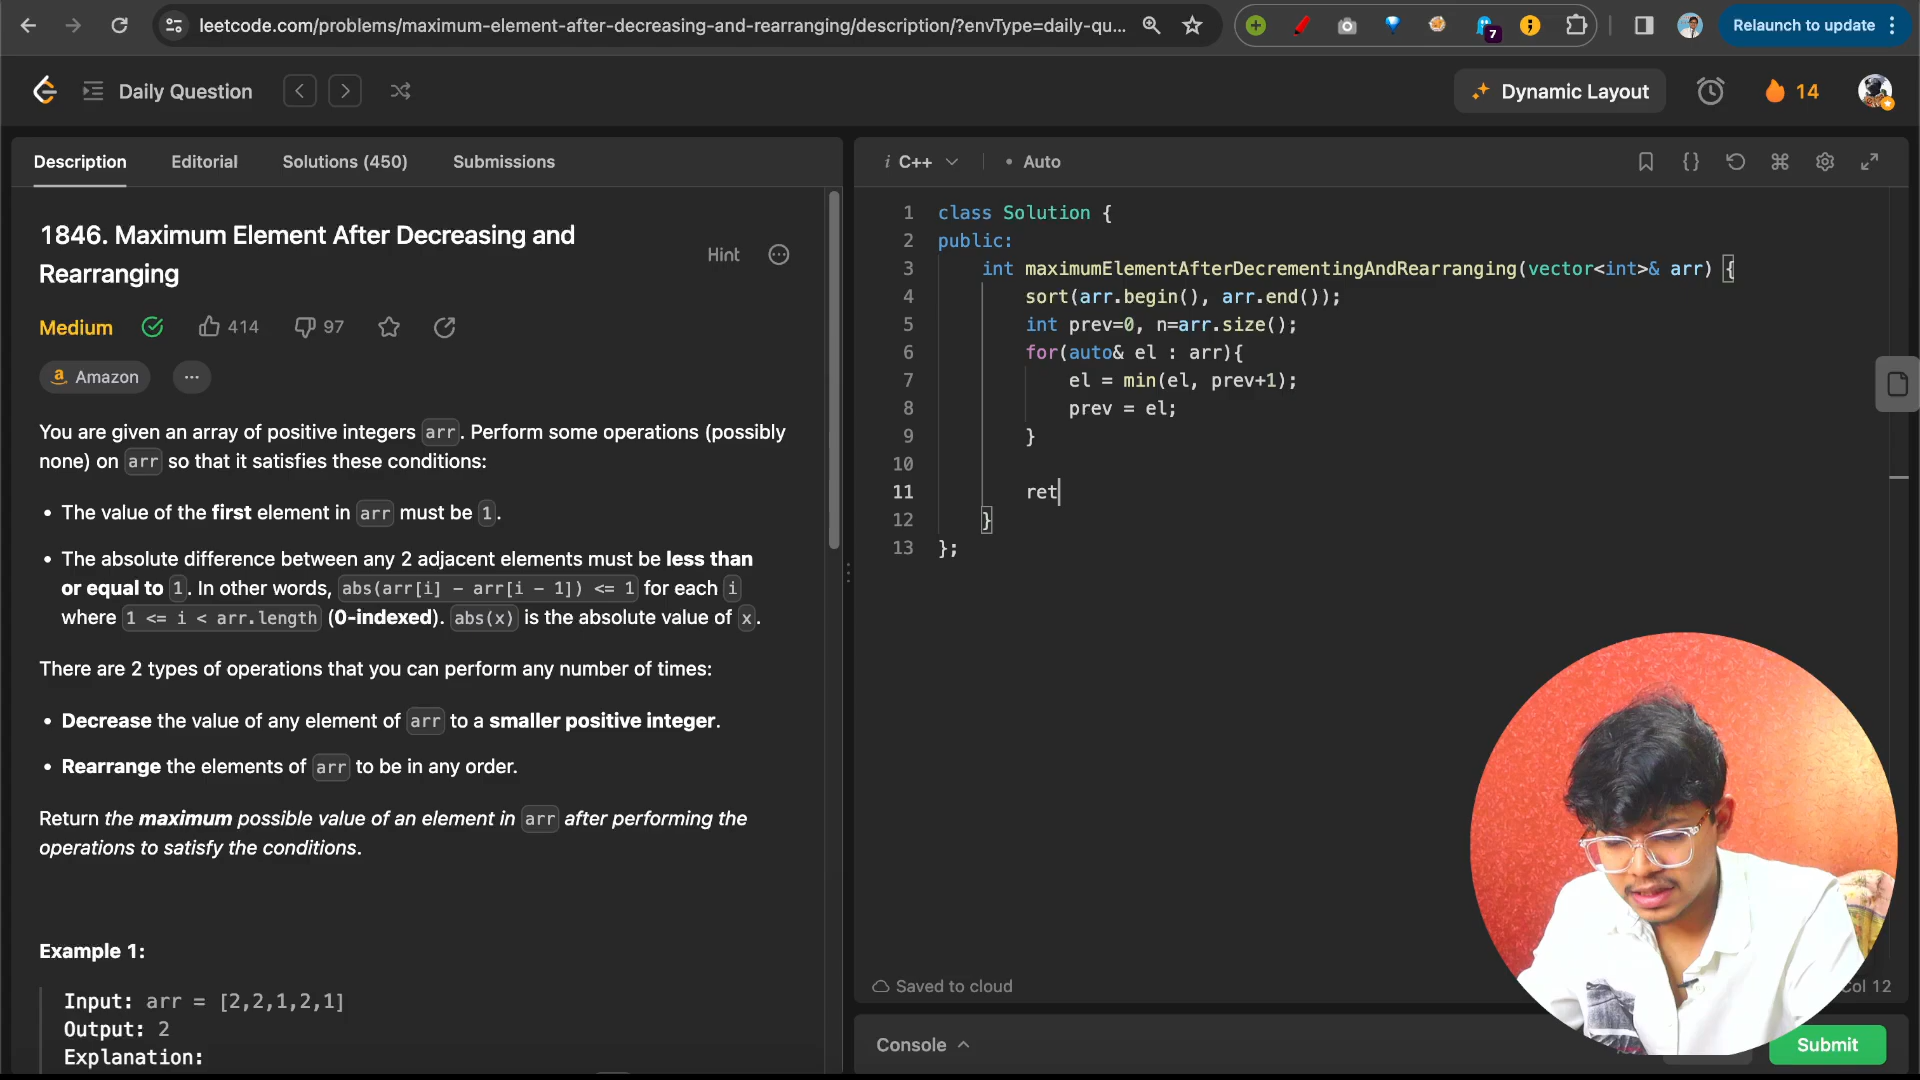 leetcode.com/problems/maximum-element-after-decreasing-and-rearranging/description/?envType=daily-qu...
7
Relaunch to update
Daily Question
Dynamic Layout
14
Description
Editorial
Solutions (450)
Submissions
1846. Maximum Element After Decreasing and
Rearranging
Hint
Medium
414
97
a Amazon
You are given an array of positive integers arr. Perform some operations (possibly
none) on arr so that it satisfies these conditions:
• The value of the first element in arr must be 1.
• The absolute difference between any 2 adjacent elements must be less than
or equal to 1. In other words, abs(arr[i] - arr[i - 1]) <= 1 for each i
where 1 <= i < arr.length (0-indexed). abs(x) is the absolute value of x.
There are 2 types of operations that you can perform any number of times:
• Decrease the value of any element of arr to a smaller positive integer.
• Rearrange the elements of arr to be in any order.
Return the maximum possible value of an element in arr after performing the
operations to satisfy the conditions.
Example 1:
Input: arr = [2,2,1,2,1]
Output: 2
Explanation:
i C++
• Auto
{}
1 class Solution {
2 public:
3 int maximumElementAfterDecrementingAndRearranging(vector<int>& arr) {
4 sort(arr.begin(), arr.end());
5 int prev=0, n=arr.size();
6 for(auto& el : arr){
7 el = min(el, prev+1);
8 prev = el;
9 }
10
11 ret
12 }
13 };
Saved to cloud
Col 12
Console
Submit